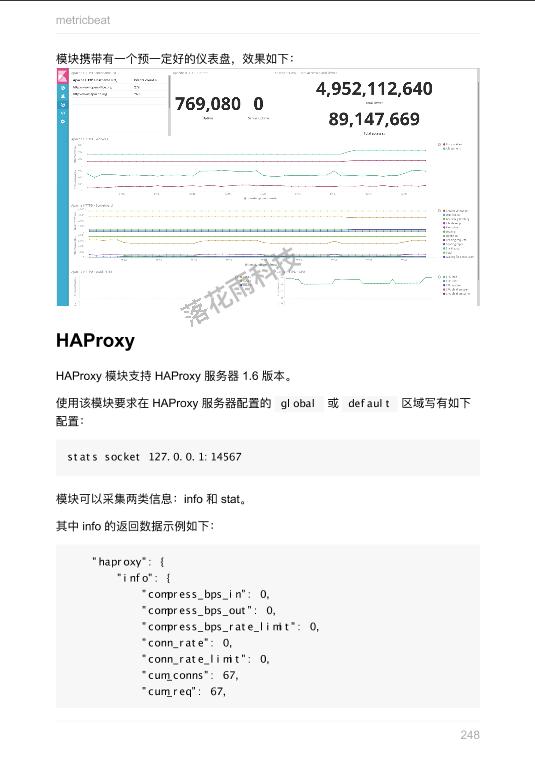 metricbeat
模块携带有一个预一定好的仪表盘，效果如下：
769,080 0
4,952,112,640
89,147,669
落花雨科技
HAProxy
HAProxy 模块支持 HAProxy 服务器 1.6 版本。
使用该模块要求在 HAProxy 服务器配置的 global 或 default 区域写有如下
配置：
stats socket 127.0.0.1:14567
模块可以采集两类信息：info 和 stat。
其中 info 的返回数据示例如下：
"haproxy": {
"info": {
"compress_bps_in": 0,
"compress_bps_out": 0,
"compress_bps_rate_limit": 0,
"conn_rate": 0,
"conn_rate_limit": 0,
"cum_conns": 67,
"cum_req": 67,
248